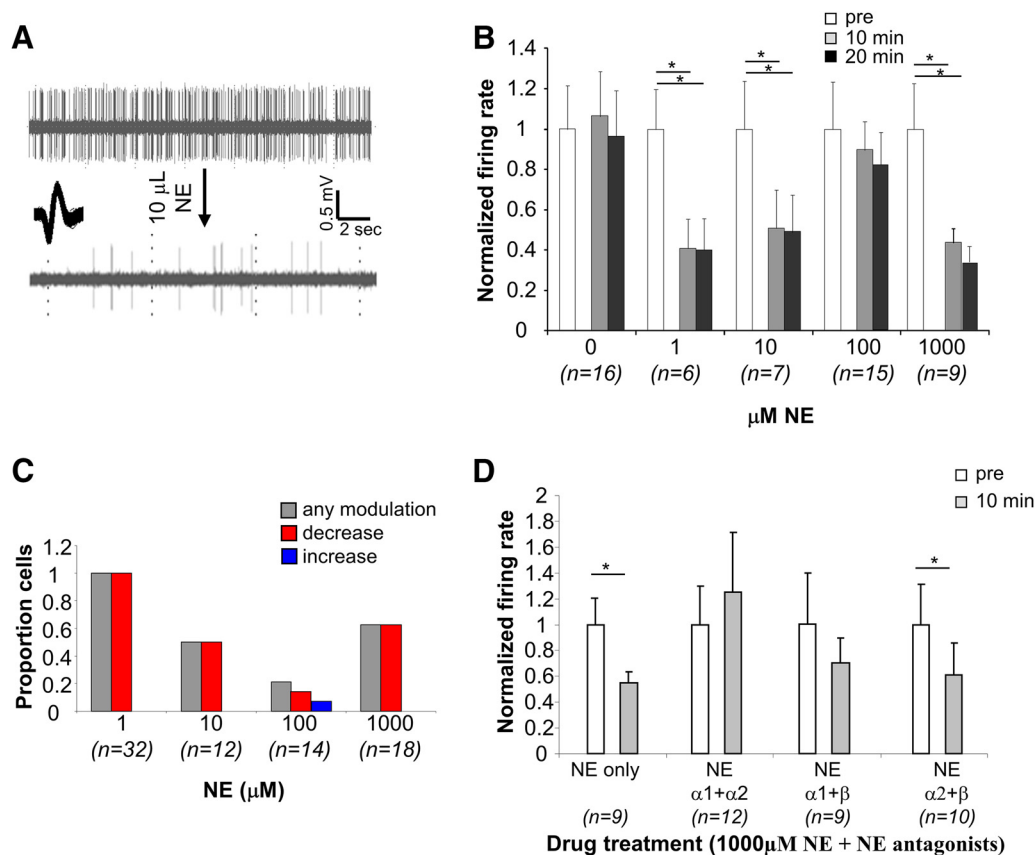 A
10 μL
NE
0.5 mV
2 sec
B
pre
10 min
20 min
Normalized firing rate
1.4
1.2
1
0.8
0.6
0.4
0.2
0
* * * * * *
0 1 10 100 1000
(n=16) (n=6) (n=7) (n=15) (n=9)
μM NE
C
any modulation
decrease
increase
Proportion cells
1.2
1
0.8
0.6
0.4
0.2
0
1 10 100 1000
(n=32) (n=12) (n=14) (n=18)
NE (μM)
D
pre
10 min
Normalized firing rate
2
1.8
1.6
1.4
1.2
1
0.8
0.6
0.4
0.2
0
* *
NE only NE NE NE
α1+α2 α1+β α2+β
(n=9) (n=12) (n=9) (n=10)
Drug treatment (1000μM NE + NE antagonists)